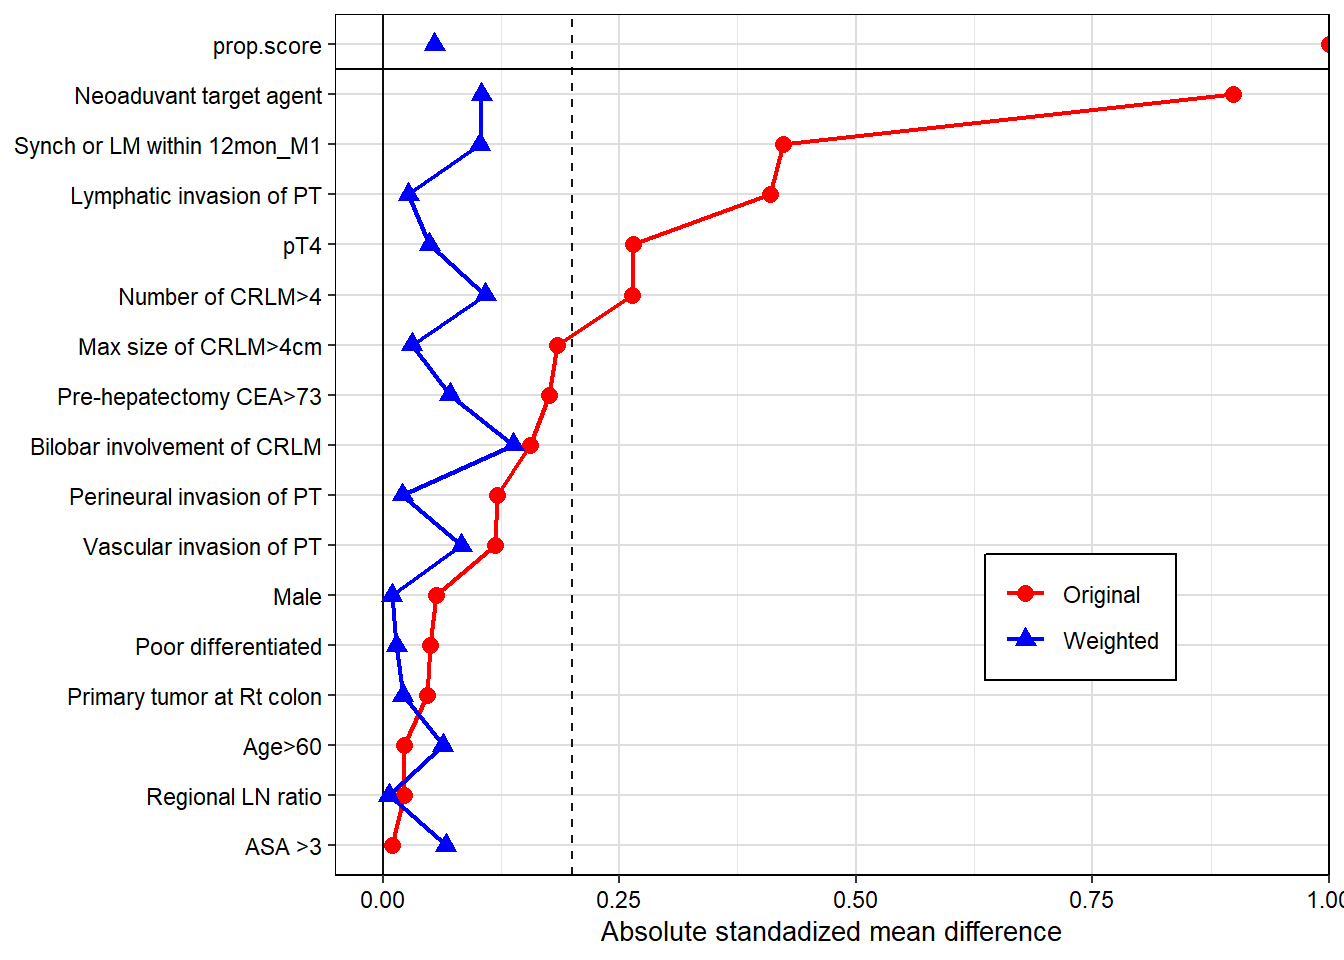 prop.score
Neoaduvant target agent
Synch or LM within 12mon_M1
Lymphatic invasion of PT
pT4
Number of CRLM>4
Max size of CRLM>4cm
Pre-hepatectomy CEA>73
Bilobar involvement of CRLM
Perineural invasion of PT
Vascular invasion of PT
Male
Poor differentiated
Primary tumor at Rt colon
Age>60
Regional LN ratio
ASA >3
Original
Weighted
0.00 0.25 0.50 0.75 1.00
Absolute standadized mean difference